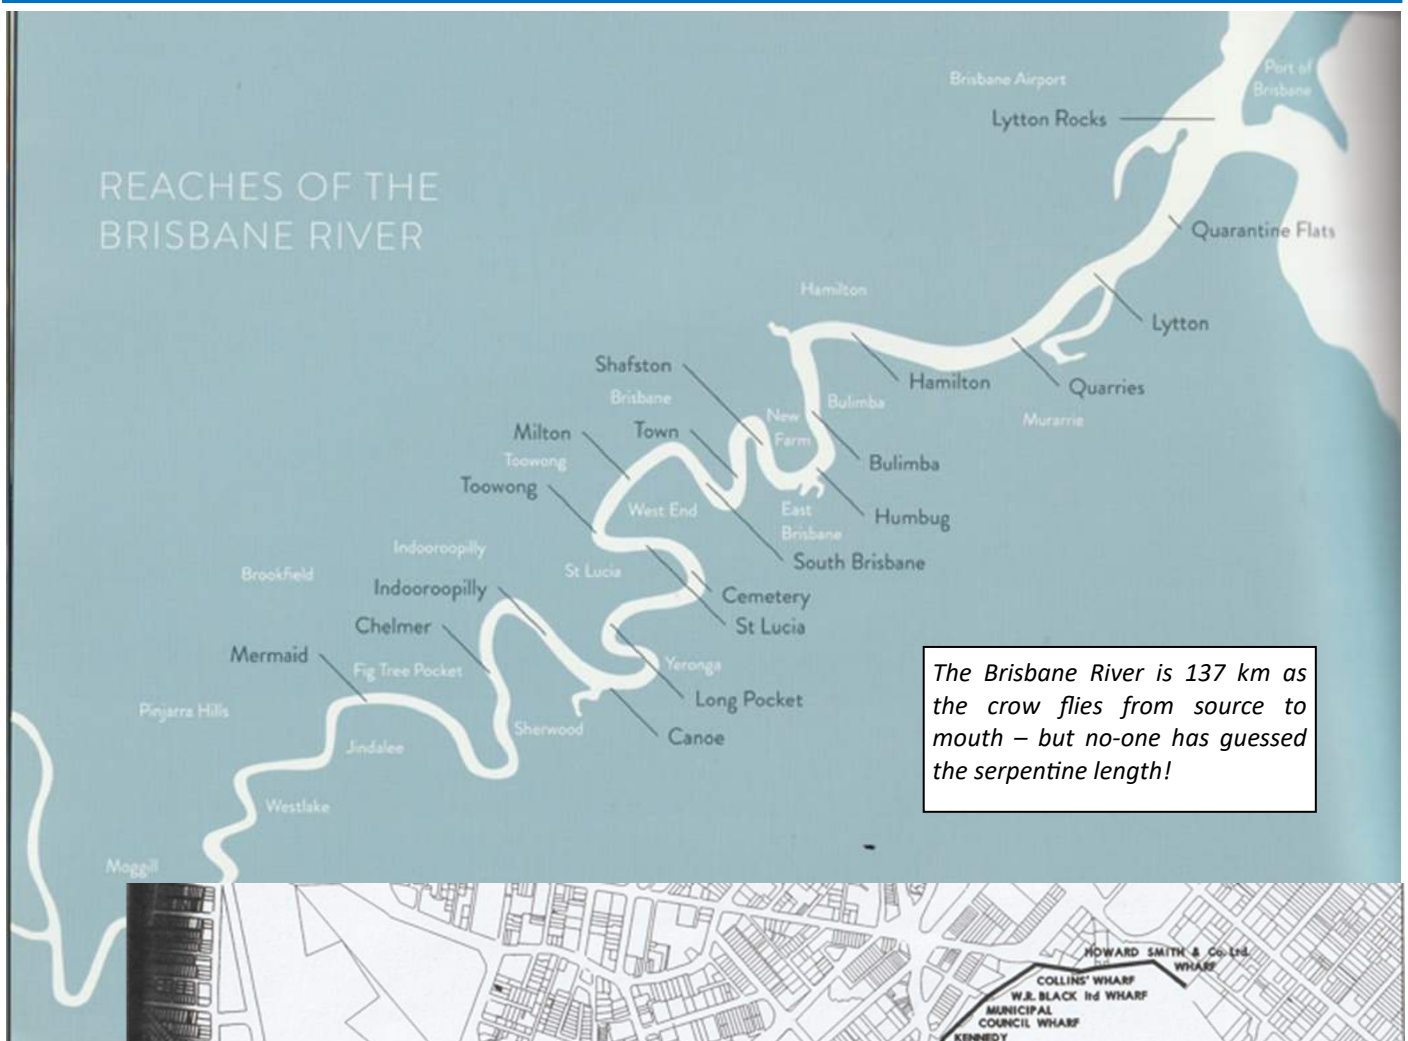 Brisbane Airport
Port of
Brisbane
Lytton Rocks
REACHES OF THE
BRISBANE RIVER
Quarantine Flats
Hamilton
Lytton
Shafston
Hamilton
Quarries
Brisbane
Bulimba
New
Farm
Murarrie
Milton
Town
Toowong
Bulimba
Toowong
West End
East
Brisbane
Humbug
Indooroopilly
South Brisbane
Brookfield
St Lucia
Indooroopilly
Cemetery
Chelmer
St Lucia
Mermaid
Fig Tree Pocket
Yeronga
Long Pocket
Pinjarra Hills
Sherwood
Canoe
Jindalee
Westlake
Moggill
The Brisbane River is 137 km as
the crow flies from source to
mouth – but no-one has guessed
the serpentine length!
HOWARD SMITH & Co. Ltd.
WHARF
COLLINS' WHARF
W.R. BLACK ltd WHARF
MUNICIPAL
COUNCIL WHARF
KENNEDY